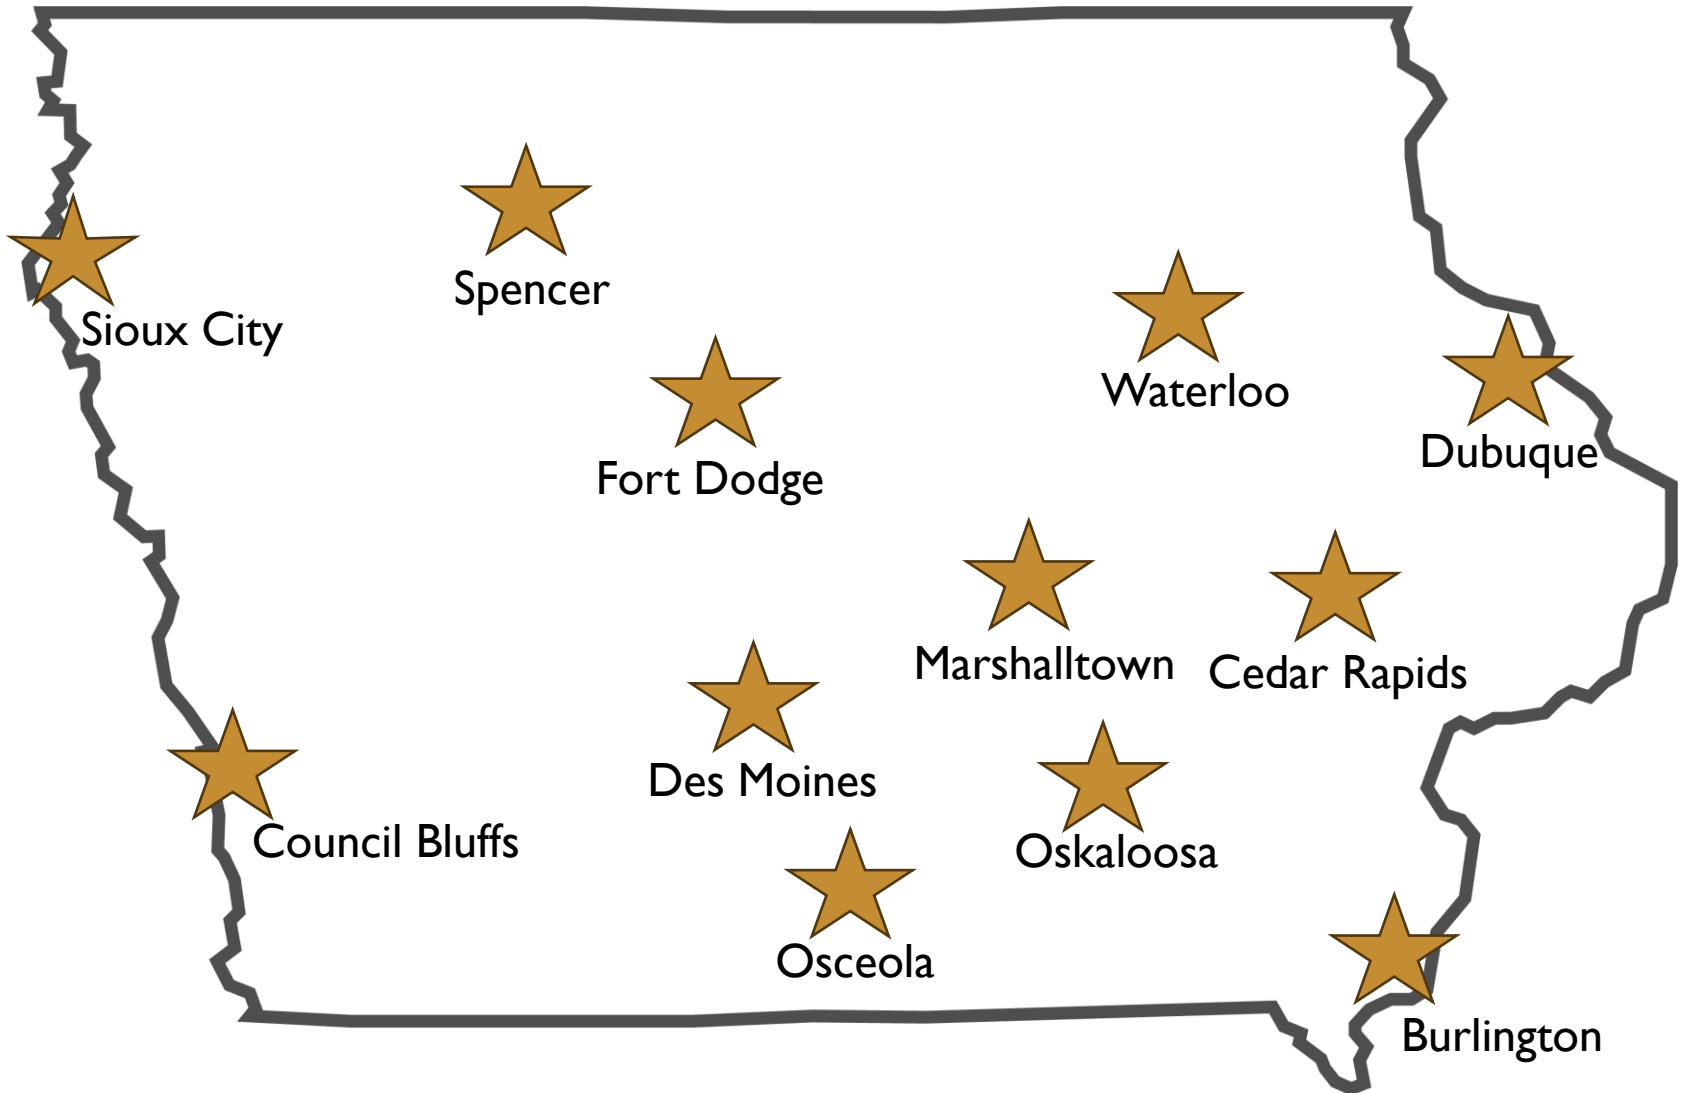 Spencer
Sioux City
Waterloo
Dubuque
Fort Dodge
Marshalltown
Cedar Rapids
Des Moines
Council Bluffs
Oskaloosa
Osceola
Burlington